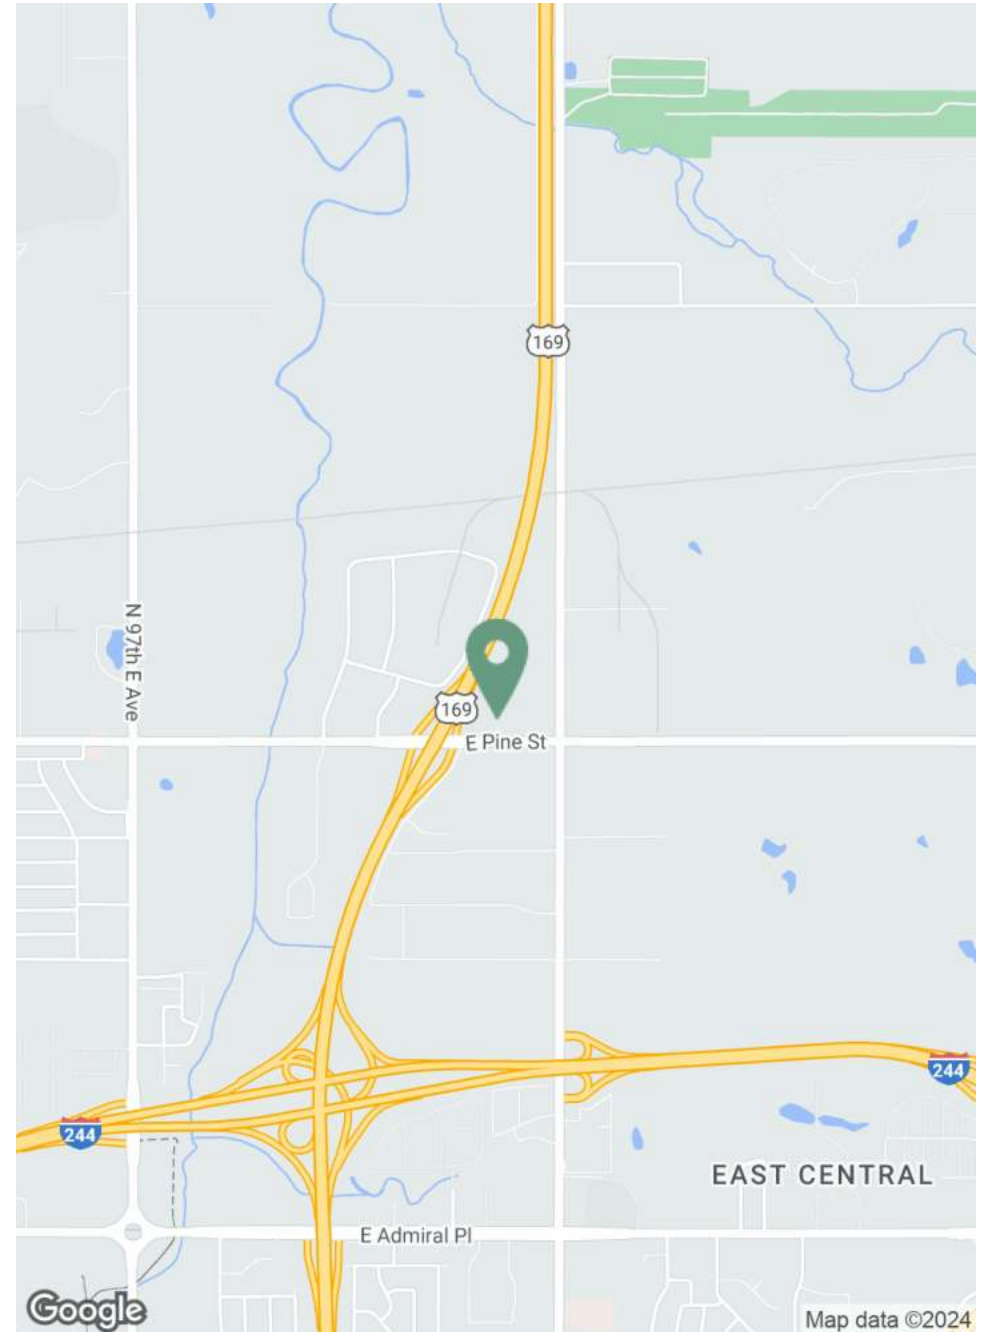 169
N 97th E Ave
169
E Pine St
244
244
EAST CENTRAL
E Admiral Pl
Google
Map data ©2024